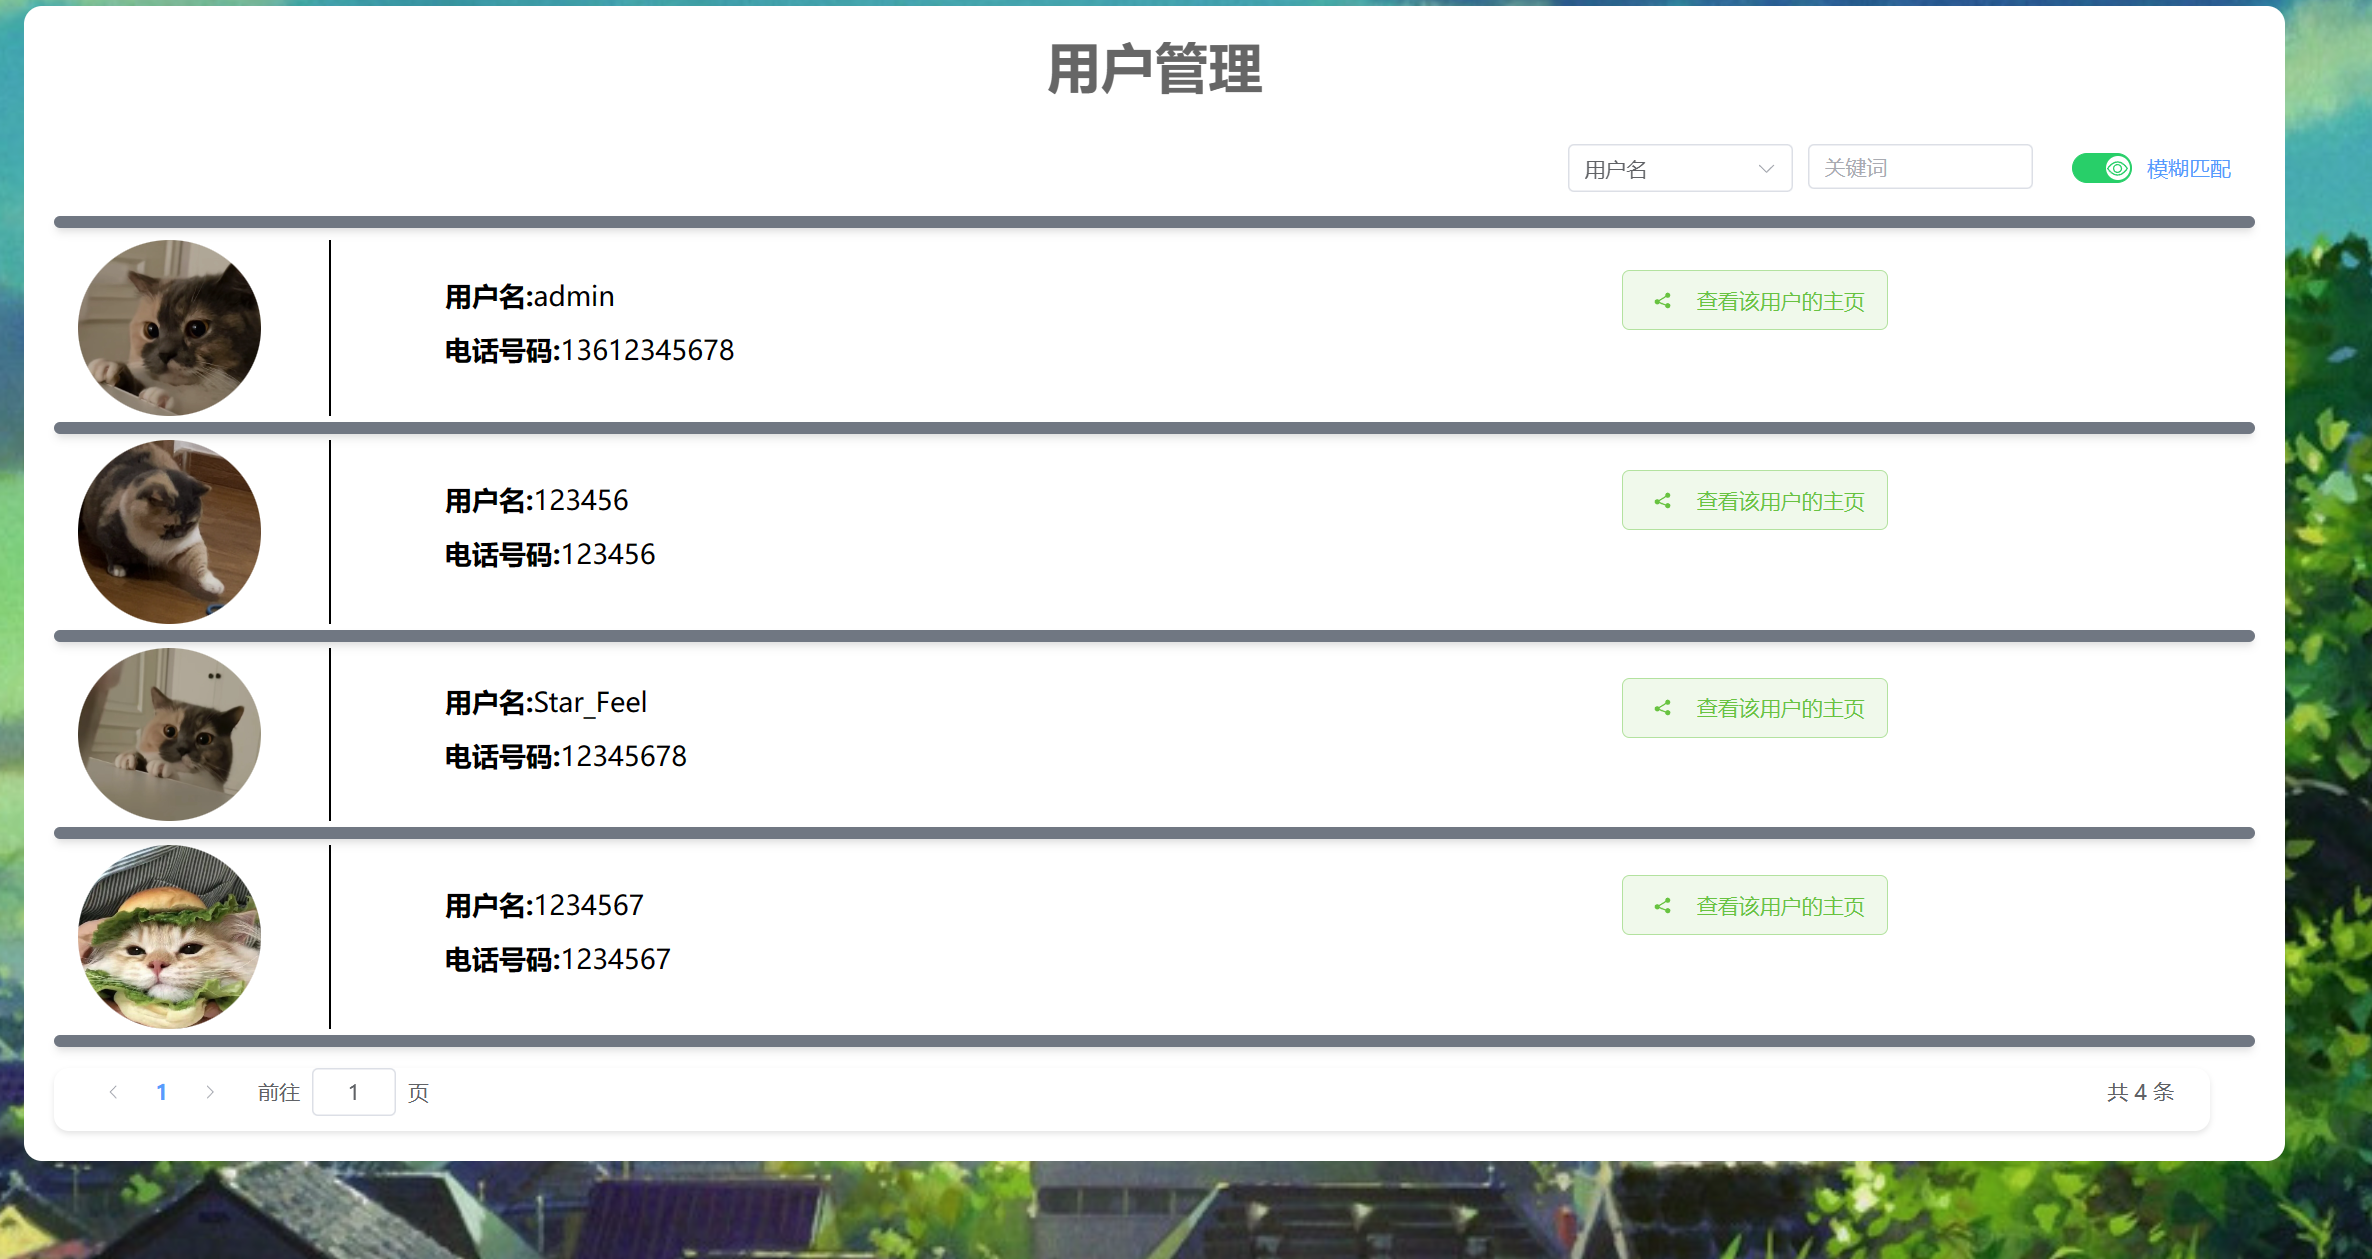 用户管理
用户名 关键词 模糊匹配
用户名:admin
电话号码:13612345678
查看该用户的主页
用户名:123456
电话号码:123456
查看该用户的主页
用户名:Star_Feel
电话号码:12345678
查看该用户的主页
用户名:1234567
电话号码:1234567
查看该用户的主页
1 前往 1 页 共 4 条